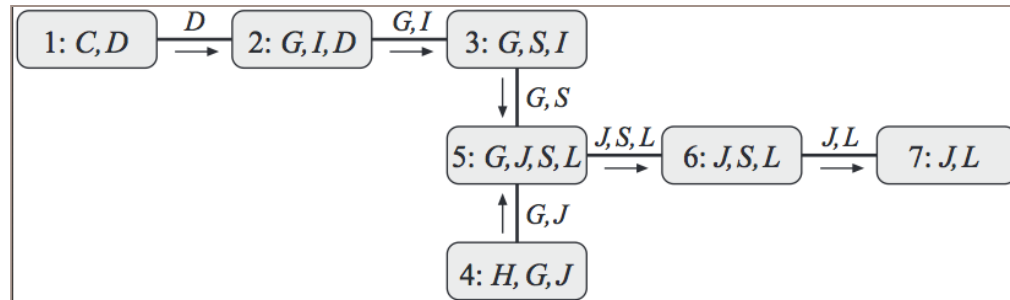 D G,I
1: C,D 2: G,I,D 3: G,S,I
G,S
J,S,L J,L
5: G,J,S,L 6: J,S,L 7: J,L
G,J
4: H,G,J